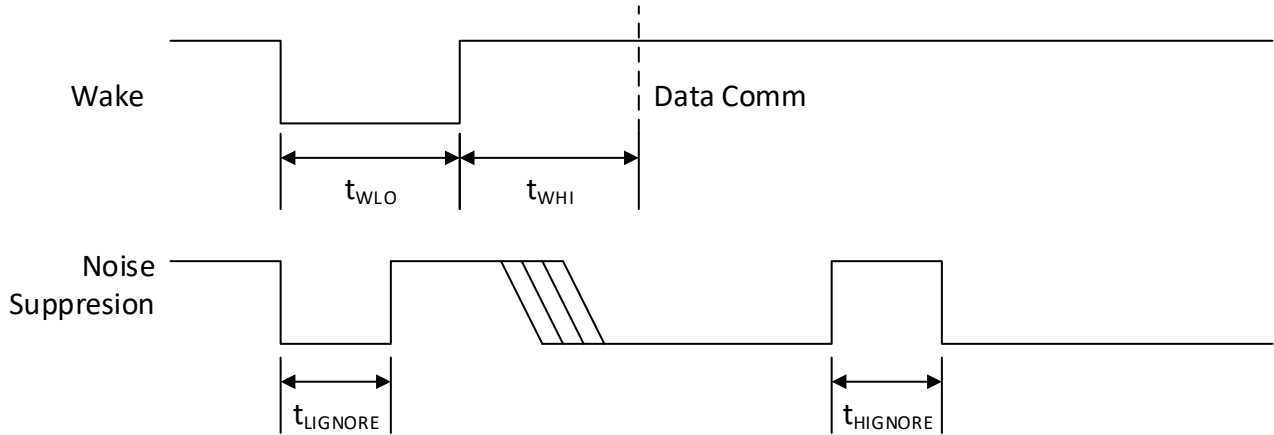 Wake
Data Comm
tWLO
tWHI
Noise
Suppresion
tLIGNORE
tHIGNORE